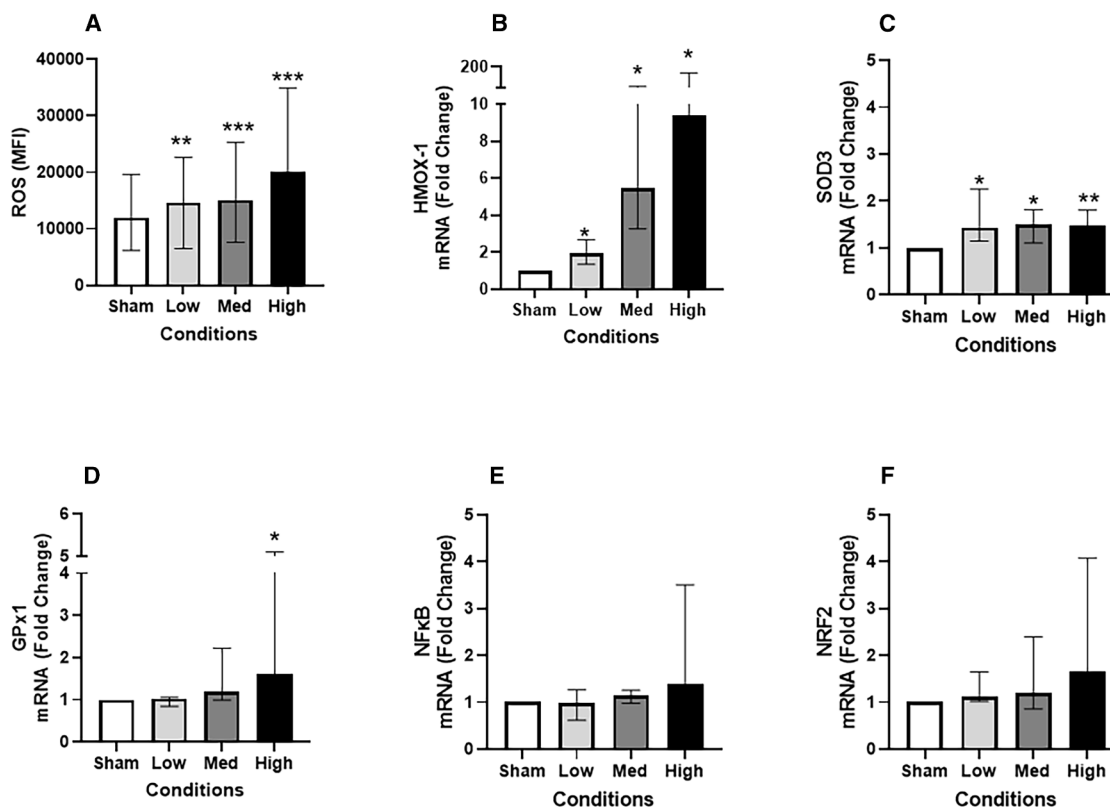 A
ROS (MFI)
40000
30000
20000
10000
0
** *** ***
Sham Low Med High
Conditions
B
HMOX-1
mRNA (Fold Change)
200
10
8
6
4
2
0
* * *
Sham Low Med High
Conditions
C
SOD3
mRNA (Fold Change)
5
4
3
2
1
0
* * **
Sham Low Med High
Conditions
D
GPx1
mRNA (Fold Change)
6
5
4
3
2
1
0
*
Sham Low Med High
Conditions
E
NFκB
mRNA (Fold Change)
5
4
3
2
1
0
Sham Low Med High
Conditions
F
NRF2
mRNA (Fold Change)
5
4
3
2
1
0
Sham Low Med High
Conditions